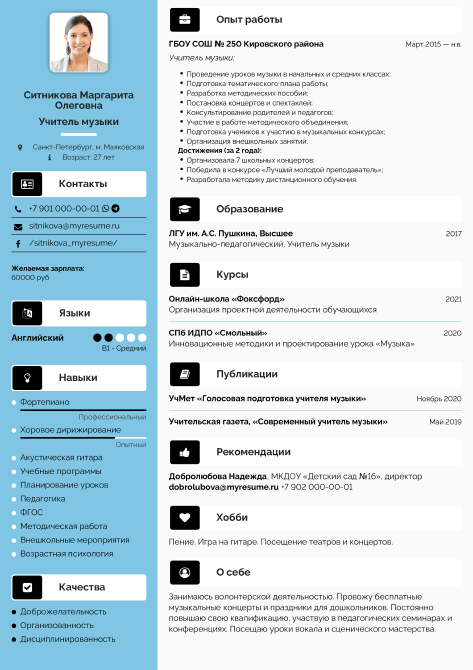 Ситникова Маргарита
Олеговна
Учитель музыки
Санкт-Петербург, м. Маяковская
Возраст: 27 лет
Контакты
+7 901 000-00-01
sitnikova@myresume.ru
/sitnikova_myresume/
Желаемая зарплата:
60000 руб
Языки
Английский
B1 - Средний
Навыки
Фортепиано
Профессиональный
Хоровое дирижирование
Опытный
Акустическая гитара
Учебные программы
Планирование уроков
Педагогика
ФГОС
Методическая работа
Внешкольные мероприятия
Возрастная психология
Качества
Доброжелательность
Организованность
Дисциплинированность
Опыт работы
ГБОУ СОШ № 250 Кировского района Март 2015 — н.в.
Учитель музыки:
Проведение уроков музыки в начальных и средних классах;
Подготовка тематического плана работы;
Разработка методических пособий;
Постановка концертов и спектаклей;
Консультирование родителей и педагогов;
Участие в работе методического объединения;
Подготовка учеников к участию в музыкальных конкурсах;
Организация внешкольных занятий.
Достижения (за 2 года):
Организовала 7 школьных концертов;
Победила в конкурсе «Лучший молодой преподаватель»;
Разработала методику дистанционного обучения.
Образование
ЛГУ им. А.С. Пушкина, Высшее 2017
Музыкально-педагогический, Учитель музыки
Курсы
Онлайн-школа «Фоксфорд» 2021
Организация проектной деятельности обучающихся
СПб ИДПО «Смольный» 2020
Инновационные методики и проектирование урока «Музыка»
Публикации
УчМет «Голосовая подготовка учителя музыки» Ноябрь 2020
Учительская газета, «Современный учитель музыки» Май 2019
Рекомендации
Добролюбова Надежда, МКДОУ «Детский сад №16», директор
dobrolubova@myresume.ru +7 902 000-00-01
Хобби
Пение. Игра на гитаре. Посещение театров и концертов.
О себе
Занимаюсь волонтерской деятельностью. Провожу бесплатные
музыкальные концерты и праздники для дошкольников. Постоянно
повышаю свою квалификацию, участвую в педагогических семинарах и
конференциях. Посещаю уроки вокала и сценического мастерства.